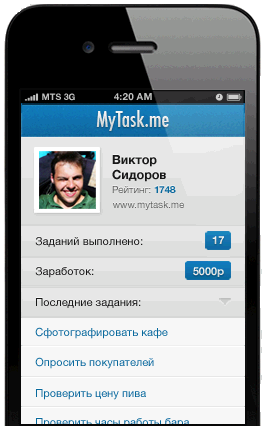 MTS 3G 4:20 AM
MyTask.me
Виктор
Сидоров
Рейтинг: 1748
www.mytask.me
Заданий выполнено: 17
Заработок: 5000р
Последние задания:
Сфотографировать кафе
Опросить покупателей
Проверить цену пива
Проверить часы работы бара